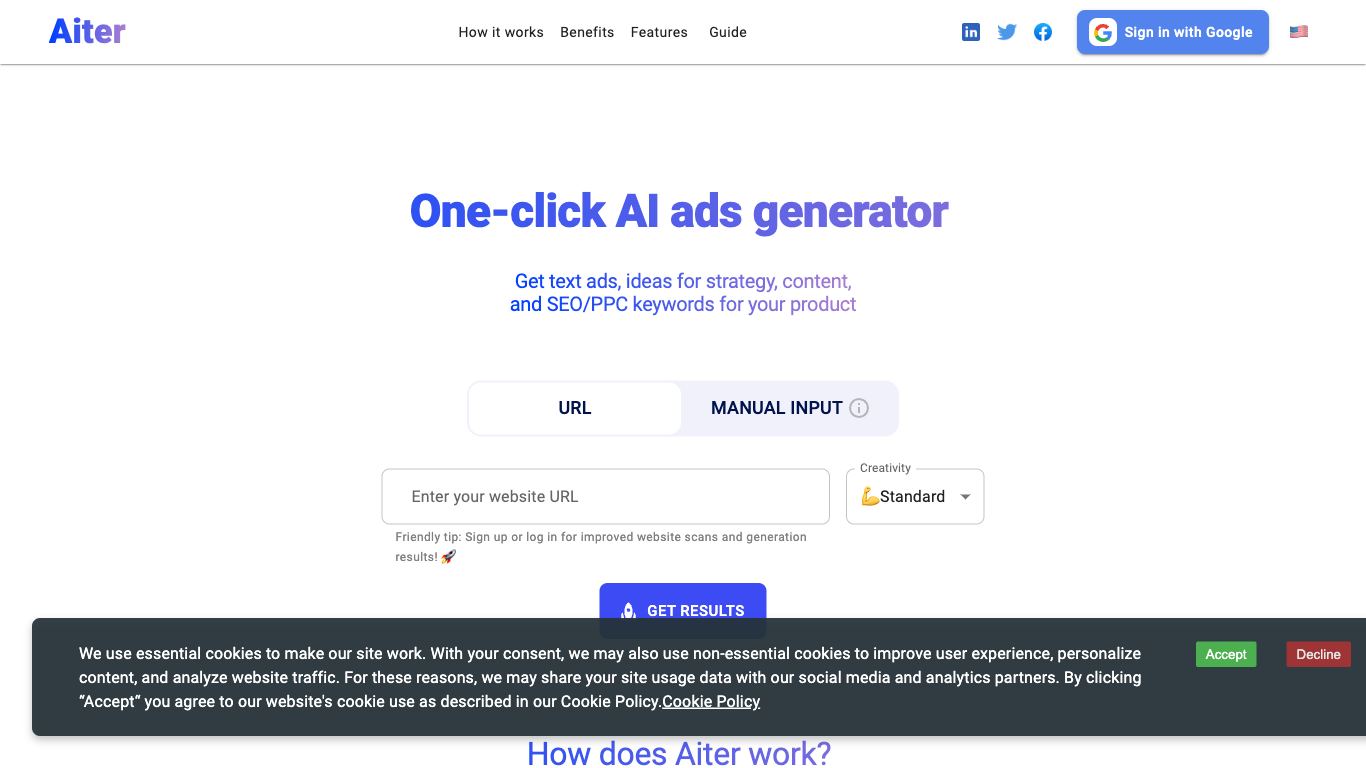 Aiter
How it works Benefits Features Guide
Sign in with Google
One-click AI ads generator
Get text ads, ideas for strategy, content,
and SEO/PPC keywords for your product
URL MANUAL INPUT
Creativity
Enter your website URL
💪Standard
Friendly tip: Sign up or log in for improved website scans and generation
results! 🚀
GET RESULTS
We use essential cookies to make our site work. With your consent, we may also use non-essential cookies to improve user experience, personalize
content, and analyze website traffic. For these reasons, we may share your site usage data with our social media and analytics partners. By clicking
“Accept“ you agree to our website's cookie use as described in our Cookie Policy.Cookie Policy
Accept Decline
How does Aiter work?